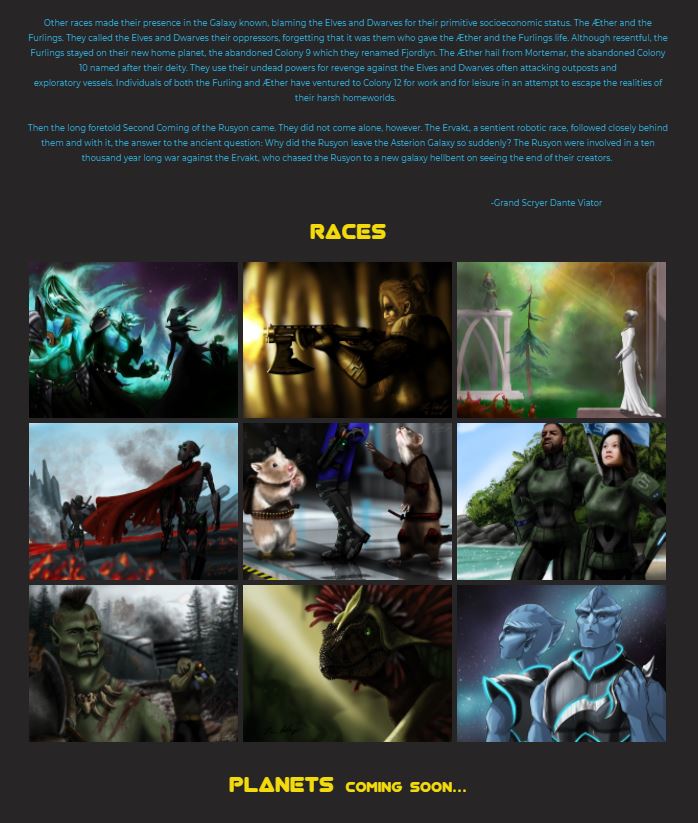 Other races made their presence in the Galaxy known, blaming the Elves and Dwarves for their primitive socioeconomic status. The Æther and the
Furlings. They called the Elves and Dwarves their oppressors, forgetting that it was them who gave the Æther and the Furlings life. Although resentful, the
Furlings stayed on their new home planet, the abandoned Colony 9 which they renamed Fjordlyn. The Æther hail from Mortemar, the abandoned Colony
10 named after their deity. They use their undead powers for revenge against the Elves and Dwarves often attacking outposts and
exploratory vessels. Individuals of both the Furling and Æther have ventured to Colony 12 for work and for leisure in an attempt to escape the realities of
their harsh homeworlds.
Then the long foretold Second Coming of the Rusyon came. They did not come alone, however. The Ervakt, a sentient robotic race, followed closely behind
them and with it, the answer to the ancient question: Why did the Rusyon leave the Asterion Galaxy so suddenly? The Rusyon were involved in a ten
thousand year long war against the Ervakt, who chased the Rusyon to a new galaxy hellbent on seeing the end of their creators.
-Grand Scryer Dante Viator
RACES
PLANETS COMING SOON...